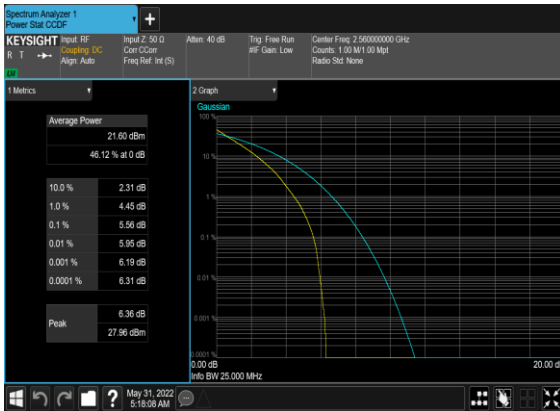 Spectrum Analyzer 1
Power Stat CCDF
KEYSIGHT
R T
LXI
Input: RF
Coupling: DC
Align: Auto
Input Z: 50 Ω
Corr CCorr
Freq Ref: Int (S)
Atten: 40 dB
Trig: Free Run
#IF Gain: Low
Center Freq: 2.560000000 GHz
Counts: 1.00 M/1.00 Mpt
Radio Std: None
1 Metrics
Average Power
21.60 dBm
46.12 % at 0 dB
10.0 % 2.31 dB
1.0 % 4.45 dB
0.1 % 5.56 dB
0.01 % 5.95 dB
0.001 % 6.19 dB
0.0001 % 6.31 dB
Peak
6.36 dB
27.96 dBm
2 Graph
Gaussian
100 %
10 %
1 %
0.1 %
0.01 %
0.001 %
0.0001 %
0.00 dB
20.00 d
Info BW 25.000 MHz
May 31, 2022
5:18:08 AM